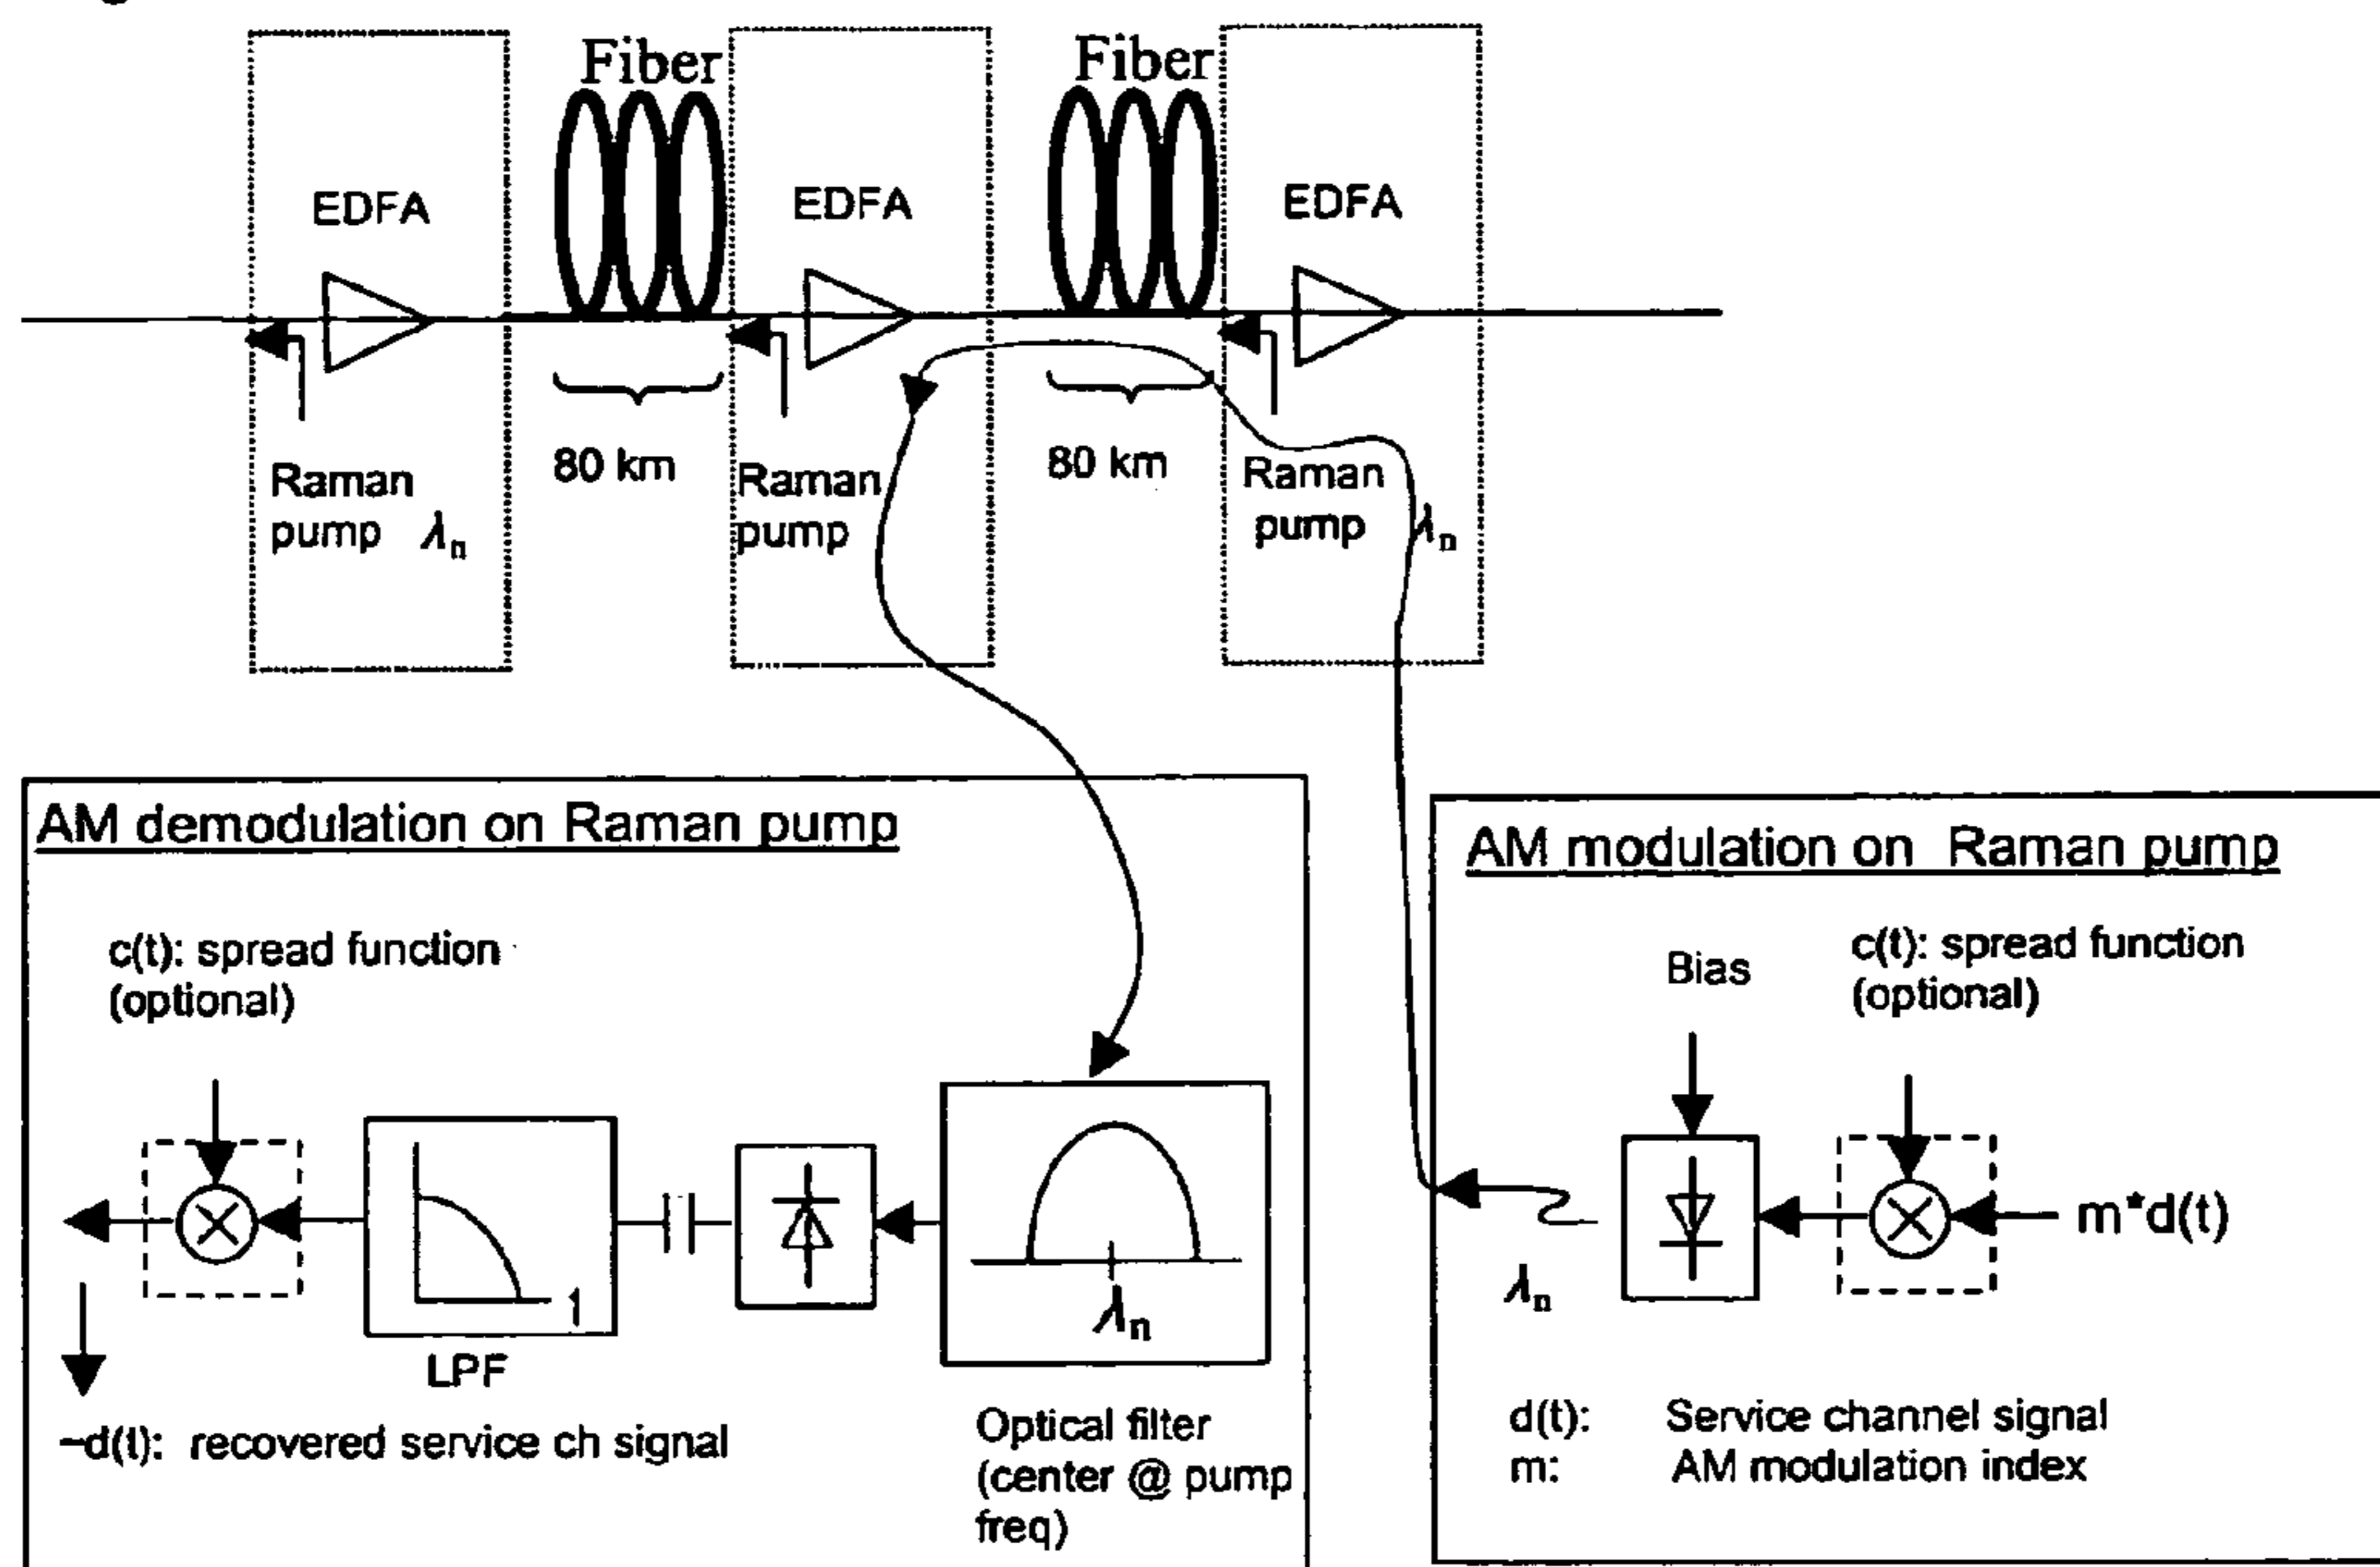 Fiber
Fiber
EDFA
EDFA
EDFA
80 km
80 km
Raman
pump λn
Raman
pump
Raman
pump λn
AM demodulation on Raman pump
c(t): spread function
(optional)
LPF
λn
~d(t): recovered service ch signal
Optical filter
(center @ pump
freq)
AM modulation on Raman pump
Bias
c(t): spread function
(optional)
m*d(t)
λn
d(t): Service channel signal
m: AM modulation index